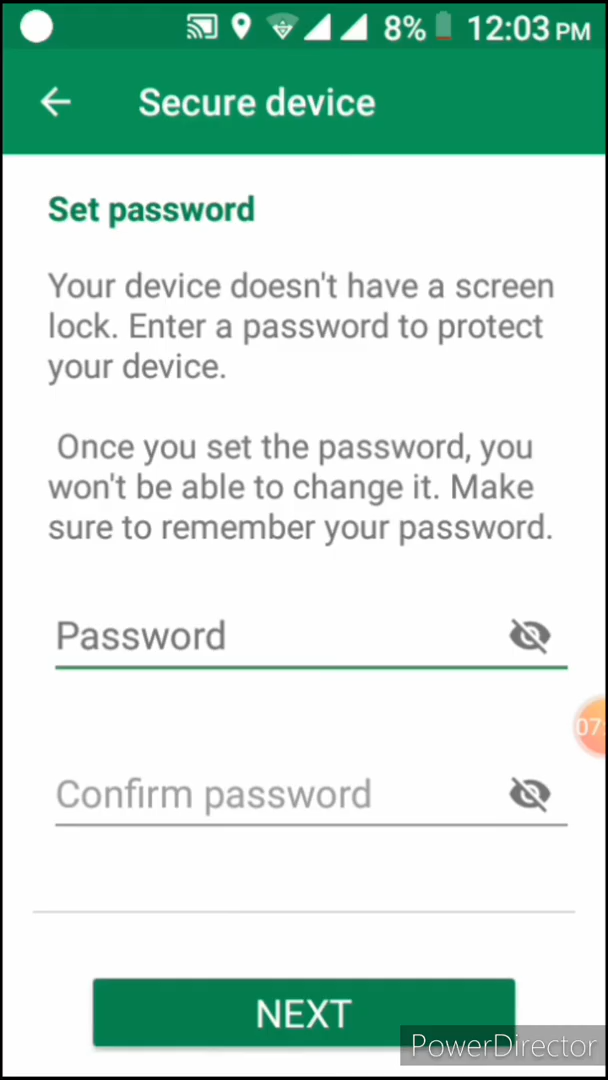 8% 12:03 PM
Secure device
Set password
Your device doesn't have a screen
lock. Enter a password to protect
your device.
Once you set the password, you
won't be able to change it. Make
sure to remember your password.
Password
07:
Confirm password
NEXT
PowerDirector